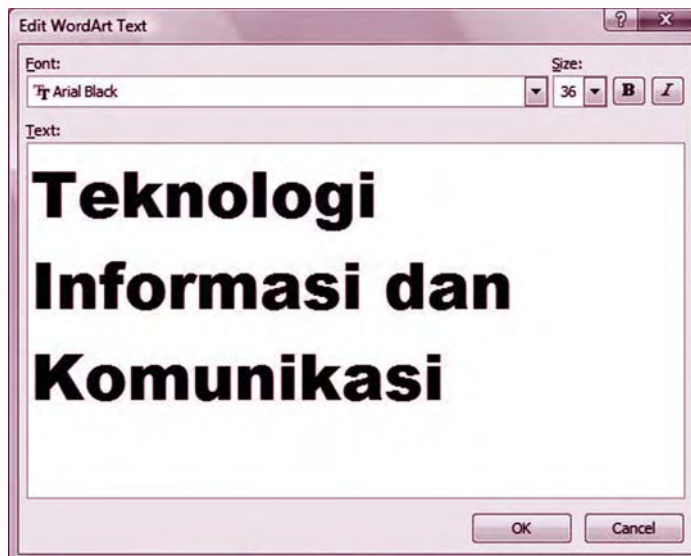 Edit WordArt Text
Font:
Size:
Arial Black
36
B
I
Text:
Teknologi
Informasi dan
Komunikasi
OK
Cancel